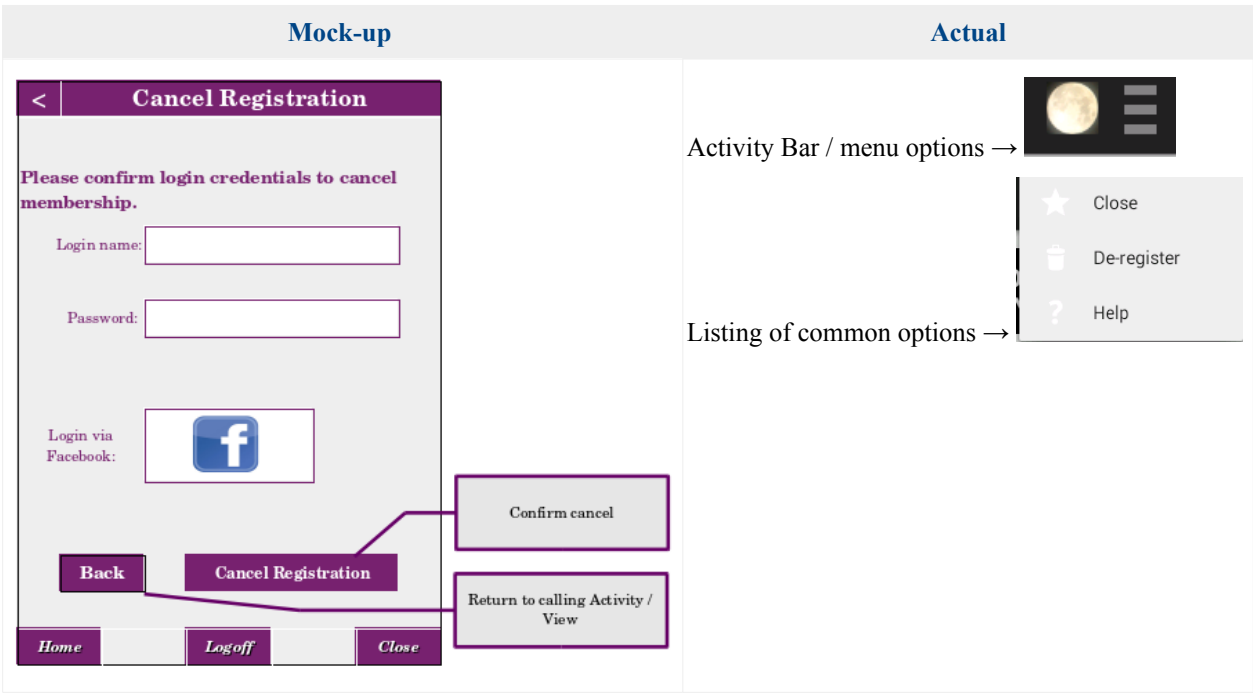 Mock-up
Actual
< Cancel Registration
Please confirm login credentials to cancel
membership.
Login name:
Password:
Login via
Facebook:
f
Confirm cancel
Back
Cancel Registration
Return to calling Activity /
View
Home
Logoff
Close
Activity Bar / menu options →
Close
De-register
? Help
Listing of common options →